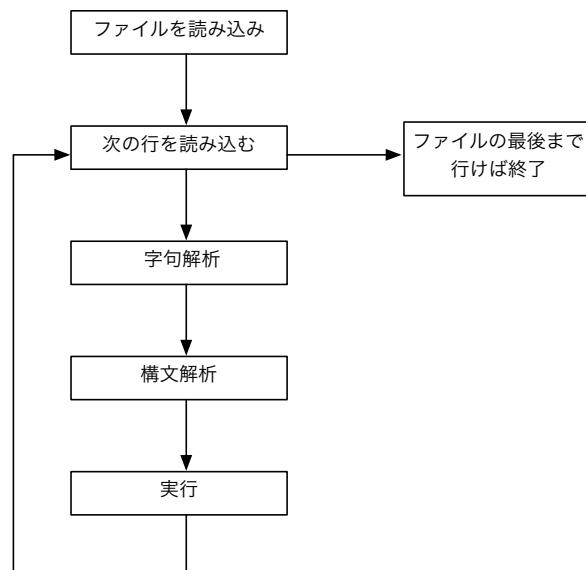 ファイルを読み込み
次の行を読み込む
ファイルの最後まで
行けば終了
字句解析
構文解析
実行